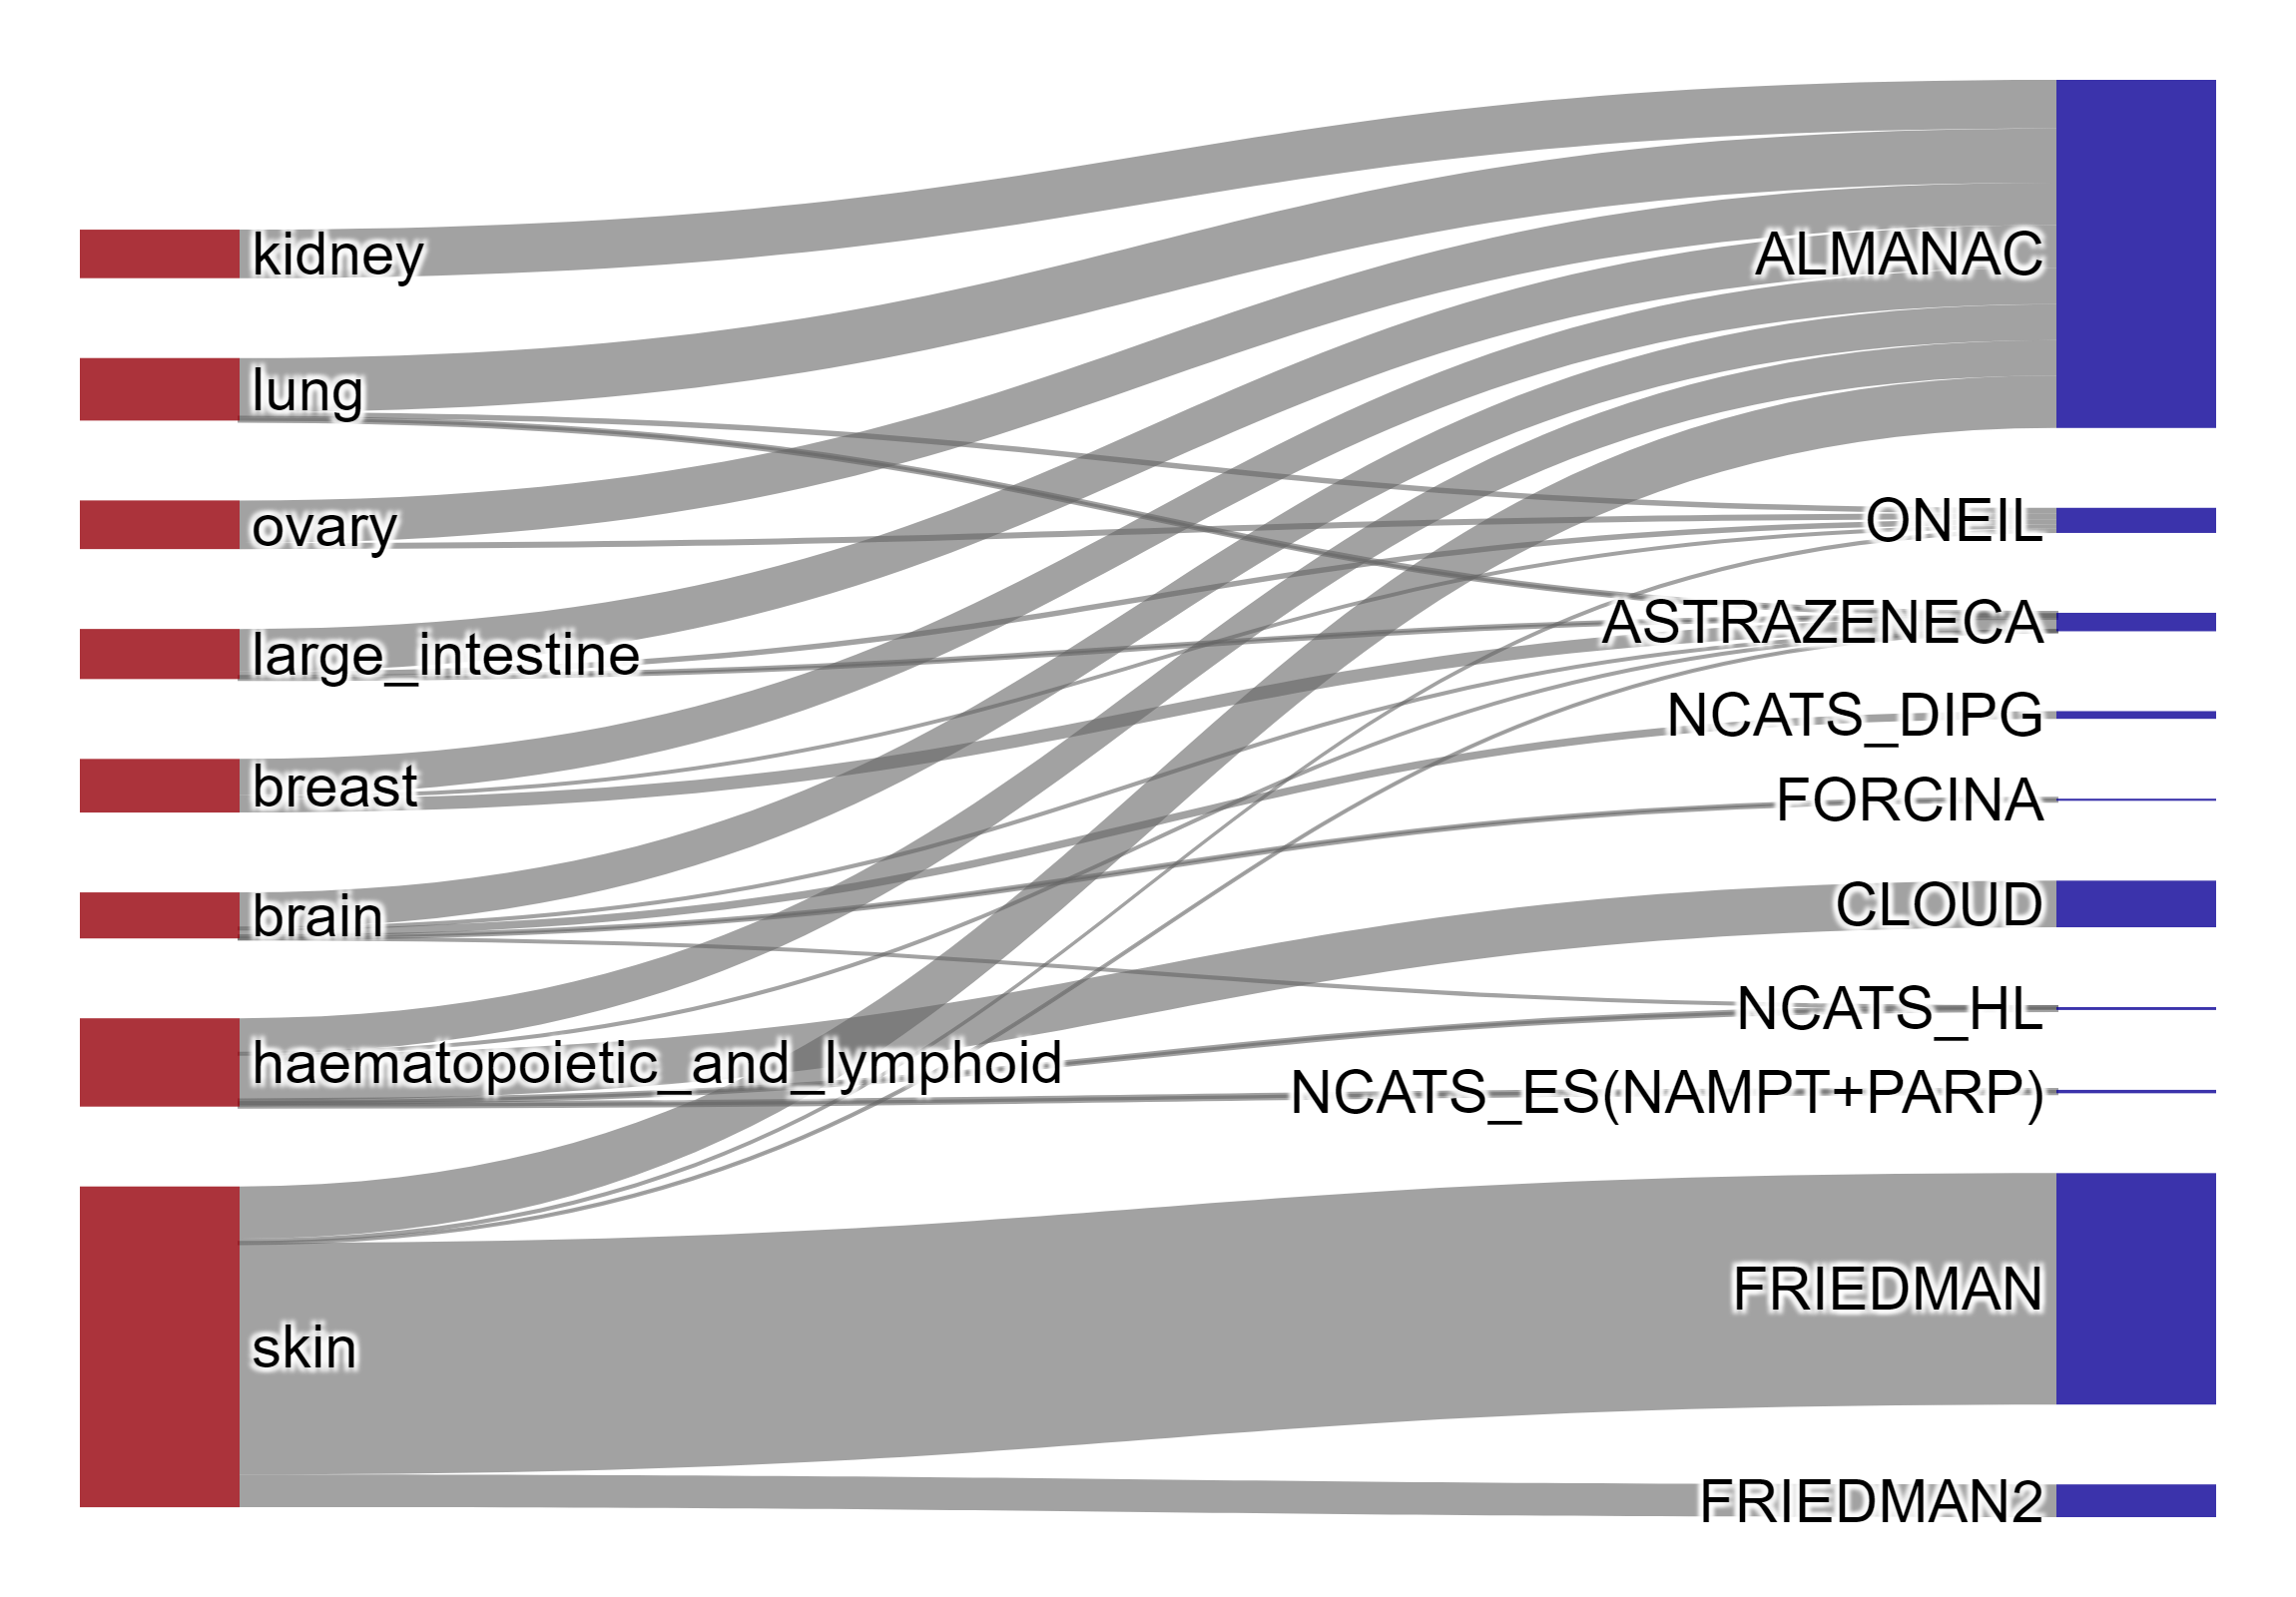 kidney
lung
ovary
large_intestine
breast
brain
haematopoietic_and_lymphoid
skin
ALMANAC
ONEIL
ASTRAZENECA
NCATS_DIPG
FORCINA
CLOUD
NCATS_HL
NCATS_ES(NAMPT+PARP)
FRIEDMAN
FRIEDMAN2